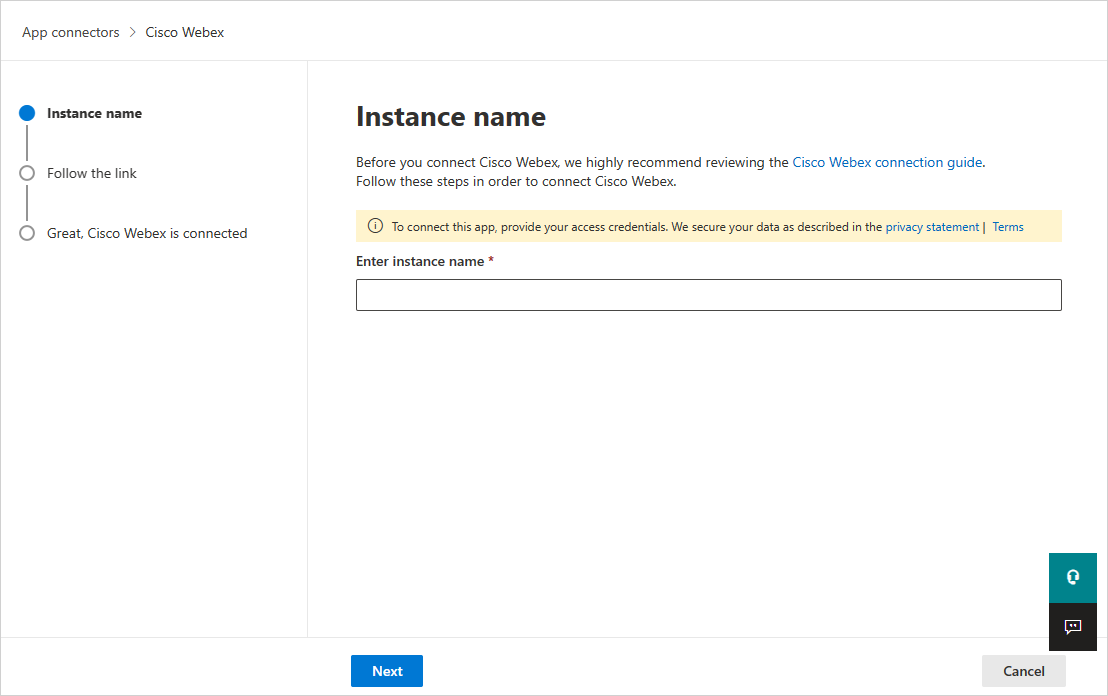 App connectors > Cisco Webex
Instance name
Follow the link
Great, Cisco Webex is connected
Instance name
Before you connect Cisco Webex, we highly recommend reviewing the Cisco Webex connection guide.
Follow these steps in order to connect Cisco Webex.
To connect this app, provide your access credentials. We secure your data as described in the privacy statement | Terms
Enter instance name *
Next
Cancel